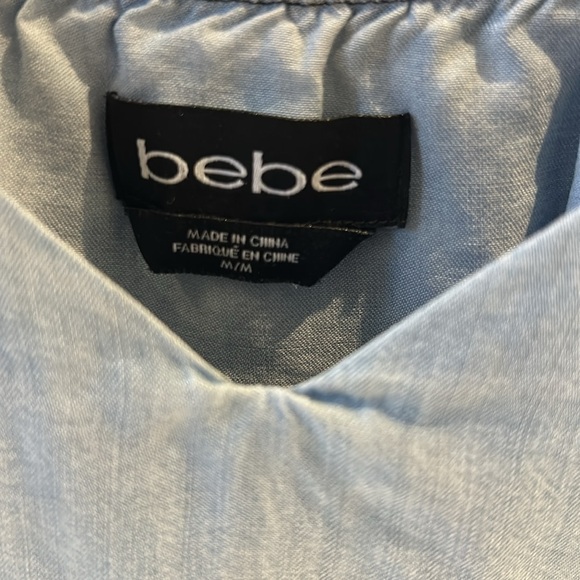 bebe
MADE IN CHINA
FABRIQUÉ EN CHINE
M/M